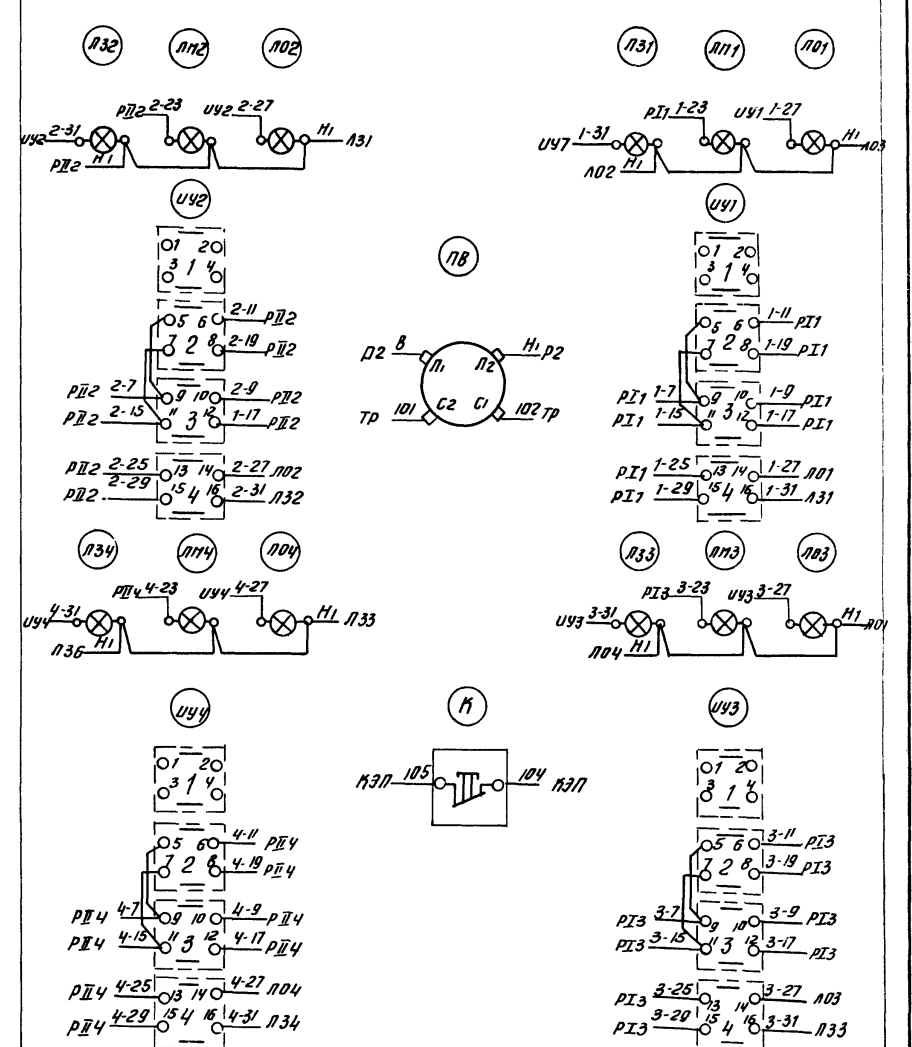 ЛЗ2 ЛМ2 ЛО2 ЛЗ1 ЛП1 ЛО1
РII2 2-23 ИУ2 2-27 РI1 1-23 ИУ1 1-27
ИУ2 2-31 Н1 ЛЗ1 ИУ7 1-31 Н1 ЛО3
РII2 Н1 ЛО2 Н1
ИУ2 ИУ1
1 2 1 2
3 1 4 3 1 4
ПВ
5 6 2-11 РII2 5 6 1-11 РI1
7 2 8 2-19 РII2 7 2 8 1-19 РI1
Д2 В Л1 Л2 Н1 Р2
РII2 2-7 9 10 2-9 РII2 РI1 1-7 9 10 1-9 РI1
РII2 2-15 11 3 12 1-17 РII2 РI1 1-15 11 3 12 1-17 РI1
ТР 101 С2 С1 102 ТР
РII2 2-25 13 14 2-27 ЛО2 РI1 1-25 13 14 1-27 ЛО1
РII2 2-29 15 4 16 2-31 ЛЗ2 РI1 1-29 15 4 16 1-31 ЛЗ1
ЛЗ4 ЛМ4 ЛО4 ЛЗ3 ЛМ3 ЛО3
РII4 4-23 ИУ4 4-27 РI3 3-23 ИУ3 3-27
ИУ4 4-31 Н1 ЛЗ3 ИУ3 3-31 Н1 ЛО1
ЛЗ6 Н1 ЛО4 Н1
ИУ4 К ИУ3
1 2 1 2
3 1 4 3 1 4
КЭП 105 104 КЭП
5 6 4-11 РII4 5 6 3-11 РI3
7 2 8 4-19 РII4 7 2 8 3-19 РI3
РII4 4-7 9 10 4-9 РII4 РI3 3-7 9 10 3-9 РI3
РII4 4-15 11 3 12 4-17 РII4 РI3 3-15 11 3 12 3-17 РI3
РII4 4-25 13 14 4-27 ЛО4 РI3 3-25 13 14 3-27 ЛО3
РII4 4-29 15 4 16 4-31 ЛЗ4 РI3 3-29 15 4 16 3-31 ЛЗ3